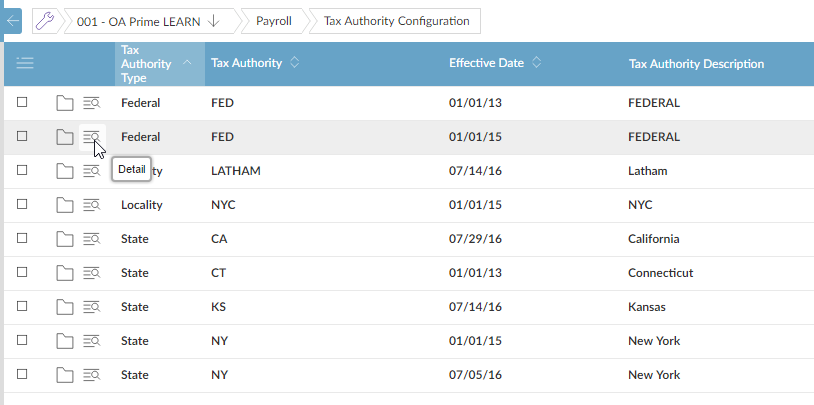 001 - OA Prime LEARN Payroll Tax Authority Configuration
Tax Authority Type Tax Authority Effective Date Tax Authority Description
Federal FED 01/01/13 FEDERAL
Federal FED 01/01/15 FEDERAL
Detail
ty LATHAM 07/14/16 Latham
Locality NYC 01/01/15 NYC
State CA 07/29/16 California
State CT 01/01/13 Connecticut
State KS 07/14/16 Kansas
State NY 01/01/15 New York
State NY 07/05/16 New York